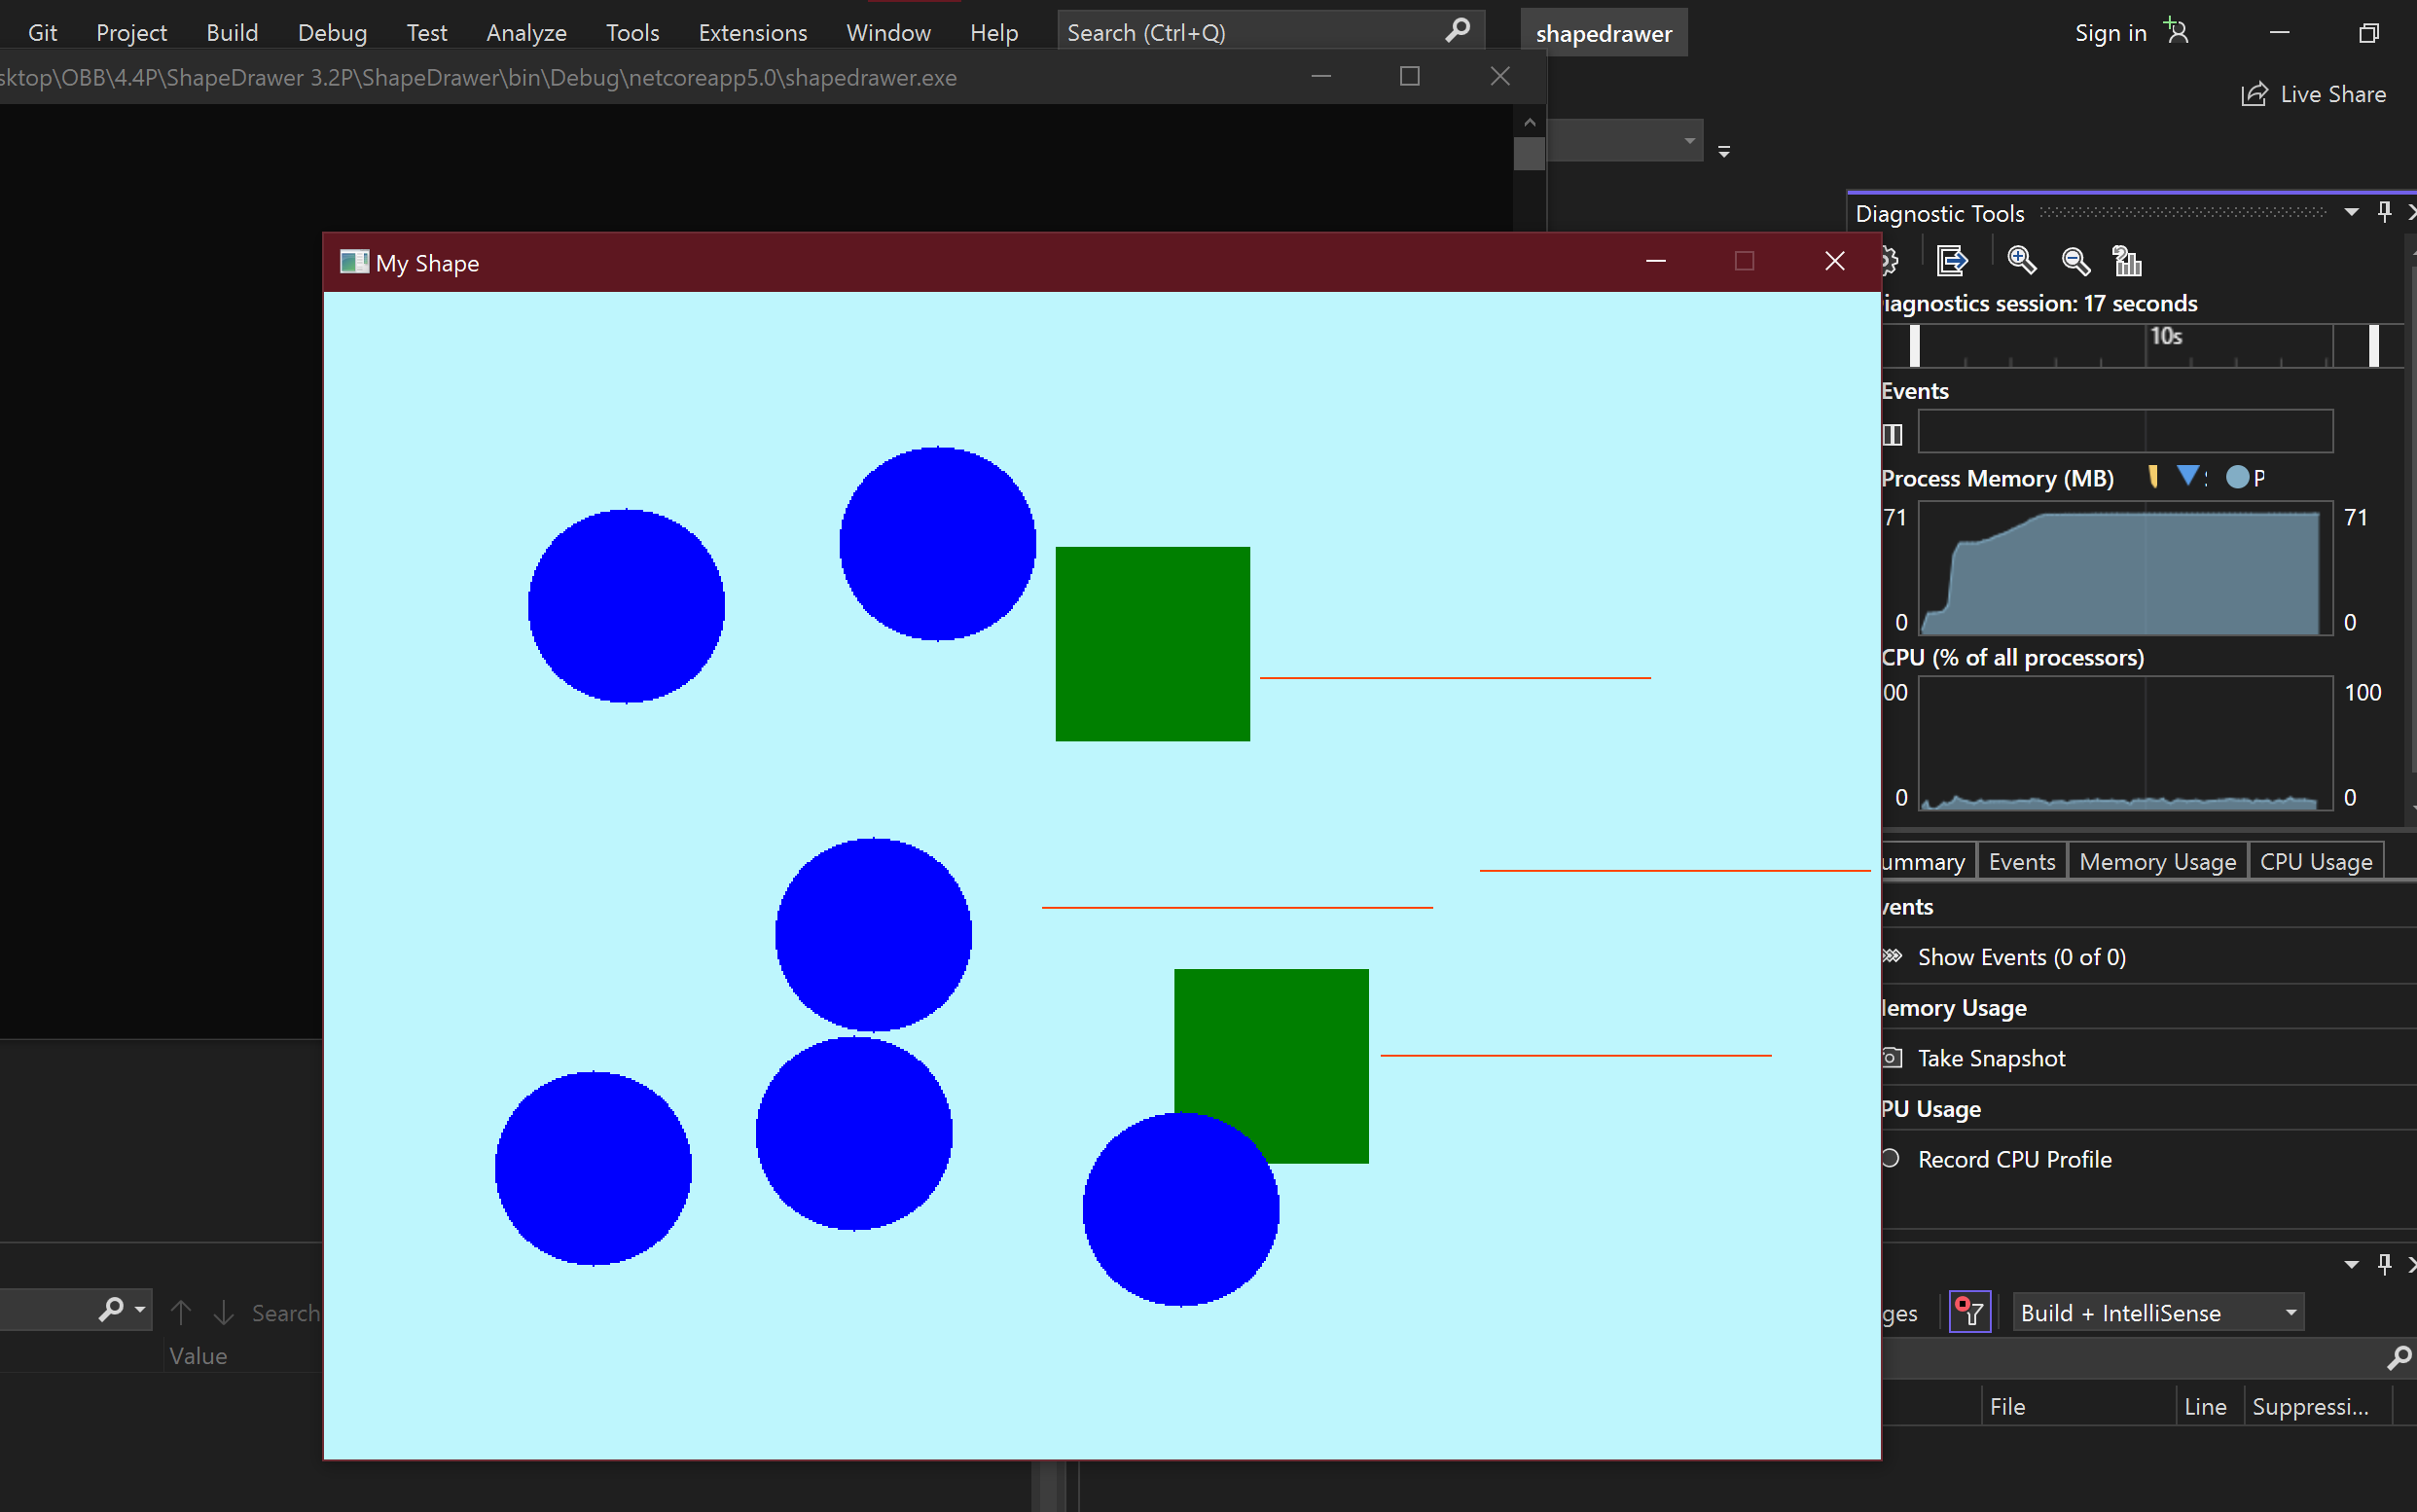 Git Project Build Debug Test Analyze Tools Extensions Window Help Search (Ctrl+Q) shapedrawer Sign in
sktop\OBB\4.4P\ShapeDrawer 3.2P\ShapeDrawer\bin\Debug\netcoreapp5.0\shapedrawer.exe
Live Share
Diagnostic Tools
My Shape
iagnostics session: 17 seconds
10s
Events
Process Memory (MB) P
71 71
0 0
CPU (% of all processors)
00 100
0 0
ummary Events Memory Usage CPU Usage
vents
Show Events (0 of 0)
lemory Usage
Take Snapshot
PU Usage
Record CPU Profile
Search
ges Build + IntelliSense
Value
File Line Suppressi...